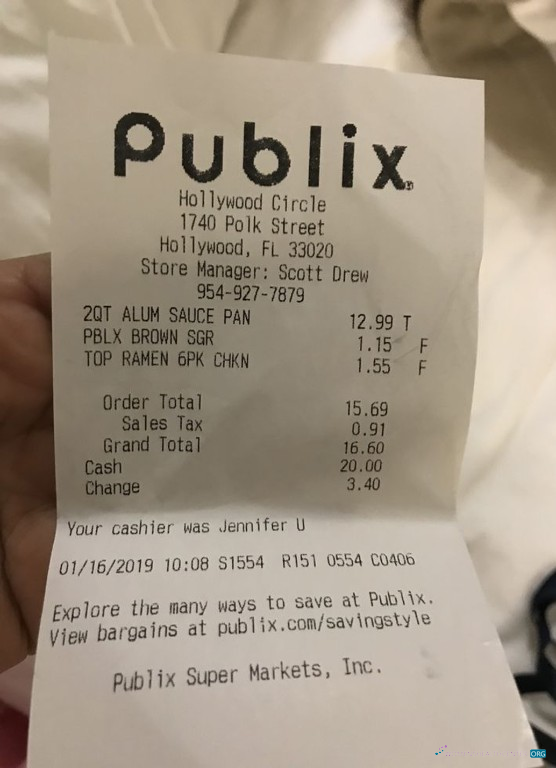 Publix
Hollywood Circle
1740 Polk Street
Hollywood, FL 33020
Store Manager: Scott Drew
954-927-7879
2QT ALUM SAUCE PAN 12.99 T
PBLX BROWN SGR 1.15 F
TOP RAMEN 6PK CHKN 1.55 F
Order Total 15.69
Sales Tax 0.91
Grand Total 16.60
Cash 20.00
Change 3.40
Your cashier was Jennifer U
01/16/2019 10:08 S1554 R151 0554 C0406
Explore the many ways to save at Publix.
View bargains at publix.com/savingstyle
Publix Super Markets, Inc.
ORG